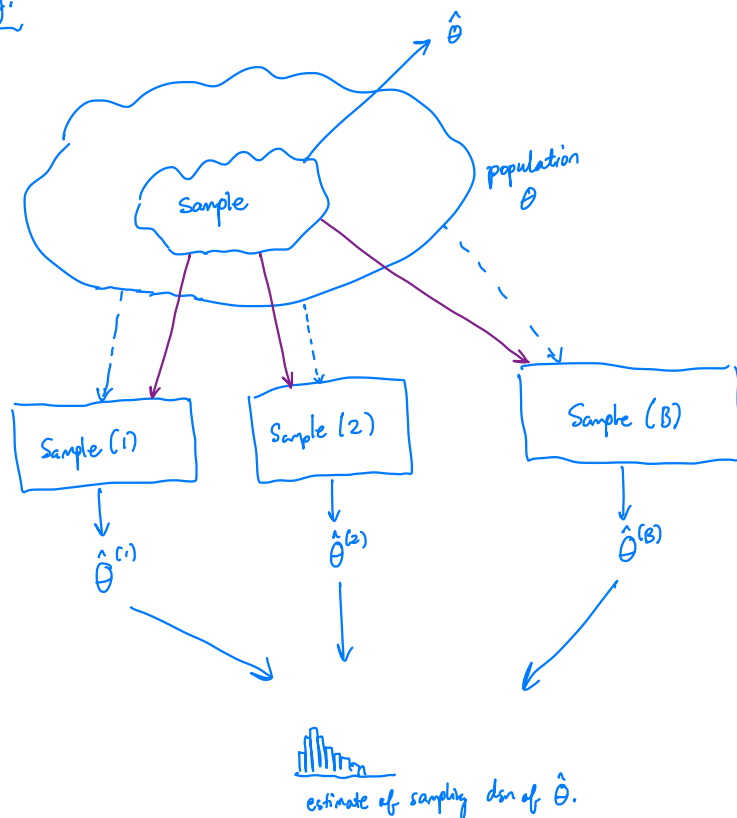 θ̂
population
θ
Sample
Sample (1)
Sample (2)
Sample (B)
θ̂⁽¹⁾
θ̂⁽²⁾
θ̂⁽ᴮ⁾
estimate of sampling dsn of θ̂.